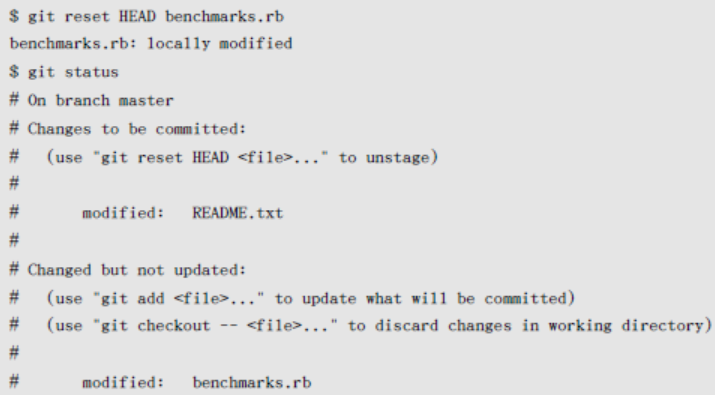 $ git reset HEAD benchmarks.rb
benchmarks.rb: locally modified
$ git status
# On branch master
# Changes to be committed:
#   (use "git reset HEAD <file>..." to unstage)
#
#       modified:   README.txt
#
# Changed but not updated:
#   (use "git add <file>..." to update what will be committed)
#   (use "git checkout -- <file>..." to discard changes in working directory)
#
#       modified:   benchmarks.rb